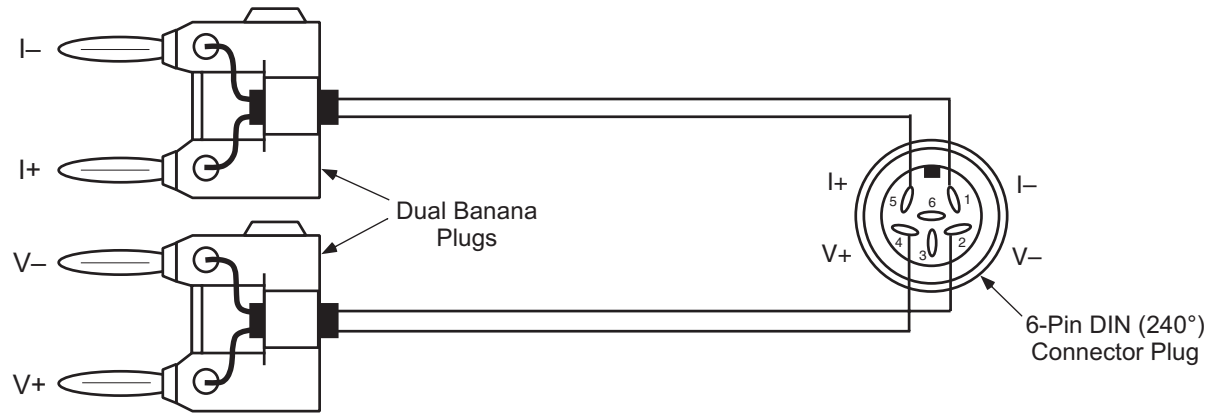 I–
I+
V–
V+
Dual Banana
Plugs
I+
I–
V+
V–
5
6
1
4
3
2
6-Pin DIN (240°)
Connector Plug